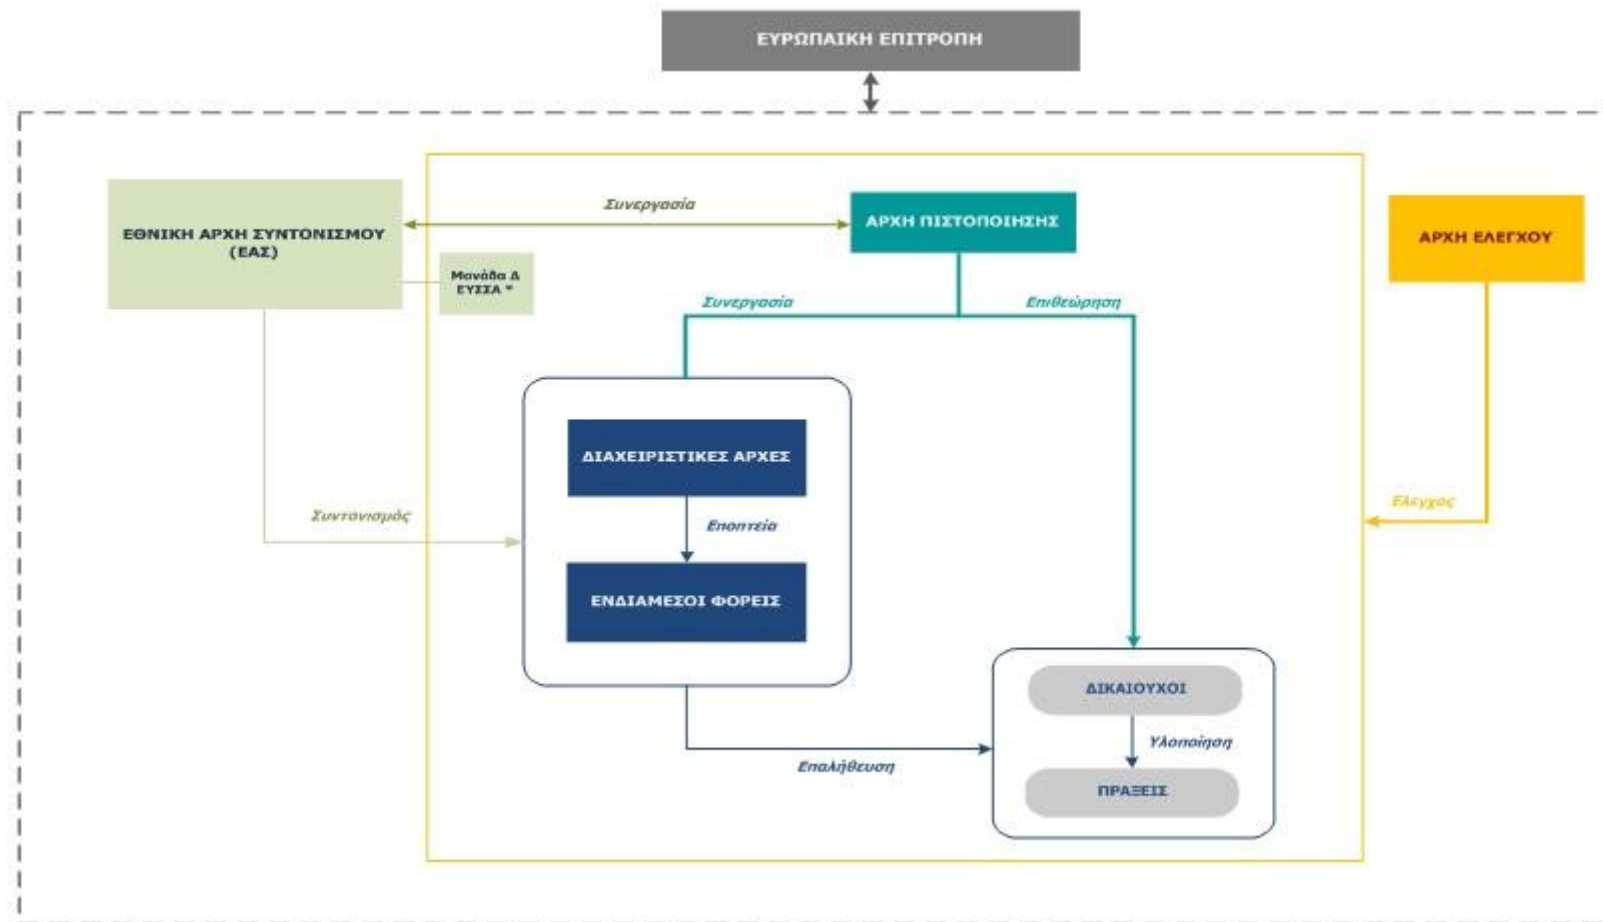 ΕΥΡΩΠΑΙΚΗ ΕΠΙΤΡΟΠΗ
ΕΘΝΙΚΗ ΑΡΧΗ ΣΥΝΤΟΝΙΣΜΟΥ
(ΕΑΣ)
Συνεργασία
ΑΡΧΗ ΠΙΣΤΟΠΟΙΗΣΗΣ
ΑΡΧΗ ΕΛΕΓΧΟΥ
Μονάδα Δ
ΕΥΣΣΑ *
Συνεργασία
Επιθεώρηση
ΔΙΑΧΕΙΡΙΣΤΙΚΕΣ ΑΡΧΕΣ
Συντονισμός
Εποπτεία
Ελεγχος
ΕΝΔΙΑΜΕΣΟΙ ΦΟΡΕΙΣ
ΔΙΚΑΙΟΥΧΟΙ
Υλοποίηση
Επαλήθευση
ΠΡΑΞΕΙΣ